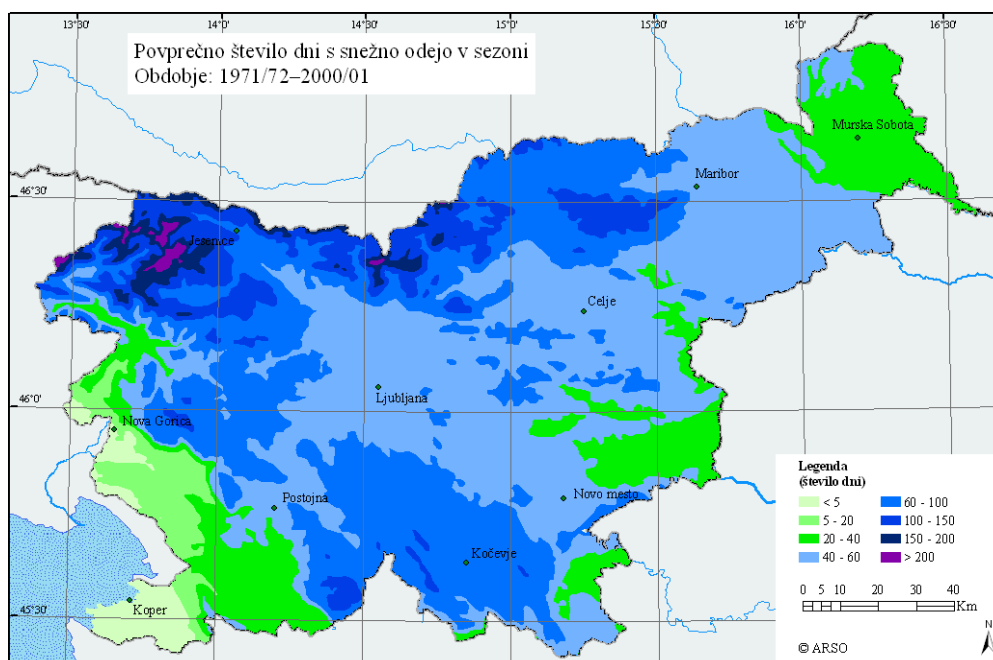 13°30' 14°0' 14°30' 15°0' 15°30' 16°0' 16°30'
Povprečno število dni s snežno odejo v sezoni
Obdobje: 1971/72–2000/01
Murska Sobota
Maribor
46°30'
Jesenice
Celje
Ljubljana
46°0'
Nova Gorica
Postojna
Novo mesto
Kočevje
Koper
45°30'
Legenda
(število dni)
< 5
5 - 20
20 - 40
40 - 60
60 - 100
100 - 150
150 - 200
> 200
0 5 10 20 30 40
Km
N
© ARSO